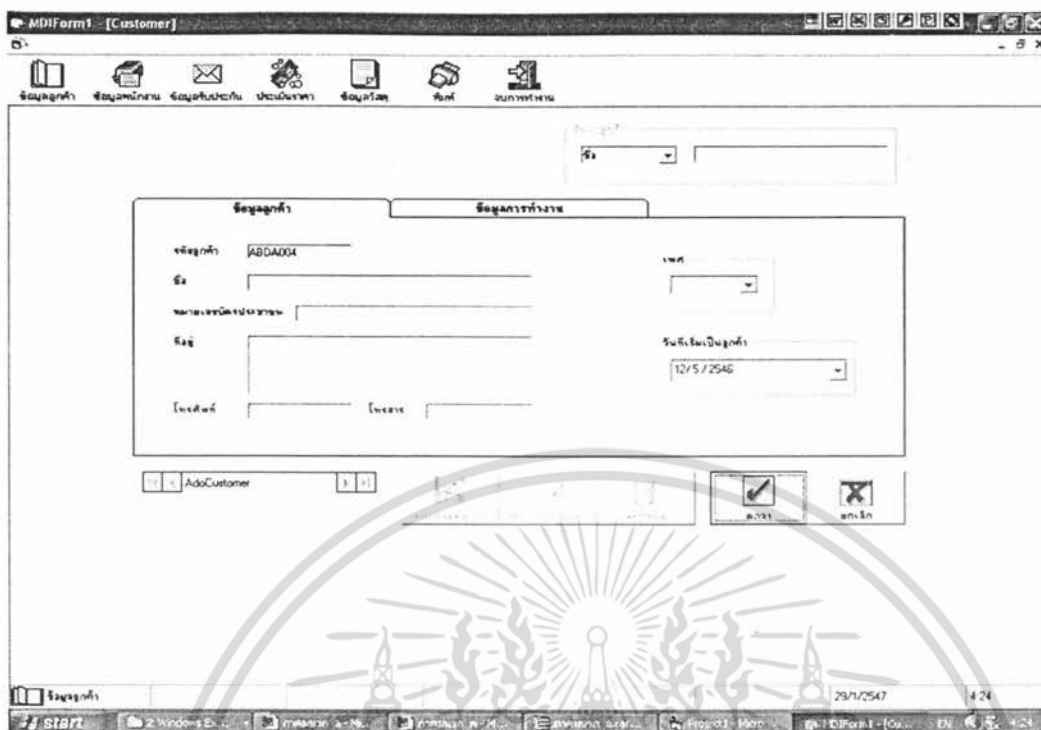 MDIForm1 - [Customer]
ข้อมูลลูกค้า ข้อมูลพนักงาน ข้อมูลรับประกัน ประเมินราคา ข้อมูลวัสดุ พิมพ์ จบการทำงาน
ชื่อ
ข้อมูลลูกค้า ข้อมูลการทำงาน
รหัสลูกค้า ABDA004
เพศ
ชื่อ
หมายเลขบัตรประชาชน
ที่อยู่
วันที่เริ่มเป็นลูกค้า
12/ 5 / 2546
โทรศัพท์ โทรสาร
AdoCustomer
ตกลง ยกเลิก
ข้อมูลลูกค้า 29/1/2547 4:24
start 2 Windows Ex... Project1 - Micro... MDIForm1 - [Cu... EN 4:24